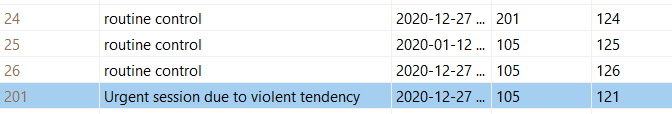 24 routine control 2020-12-27 ... 201 124
25 routine control 2020-01-12 ... 105 125
26 routine control 2020-12-27 ... 105 126
201 Urgent session due to violent tendency 2020-12-27 ... 105 121